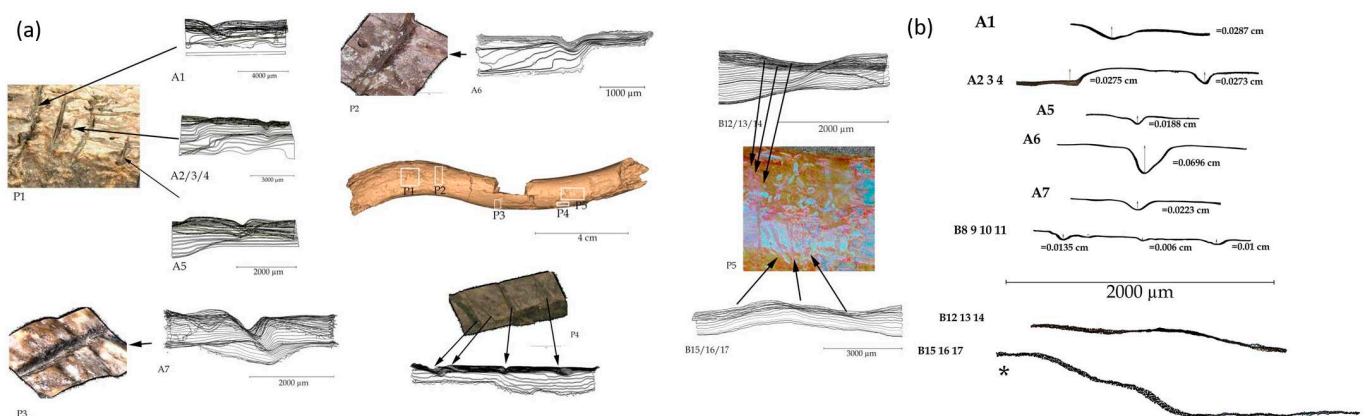 (a)
A1
4000 µm
P1
A2/3/4
3000 µm
A5
2000 µm
P3
A7
2000 µm
P2
A6
1000 µm
P1
P2
P3
P4
P5
4 cm
P4
B12/13/14
2000 µm
P5
B15/16/17
3000 µm
(b)
A1
=0.0287 cm
A2 3 4
=0.0275 cm
=0.0273 cm
A5
=0.0188 cm
A6
=0.0696 cm
A7
=0.0223 cm
B8 9 10 11
=0.0135 cm
=0.006 cm
=0.01 cm
2000 µm
B12 13 14
B15 16 17
*